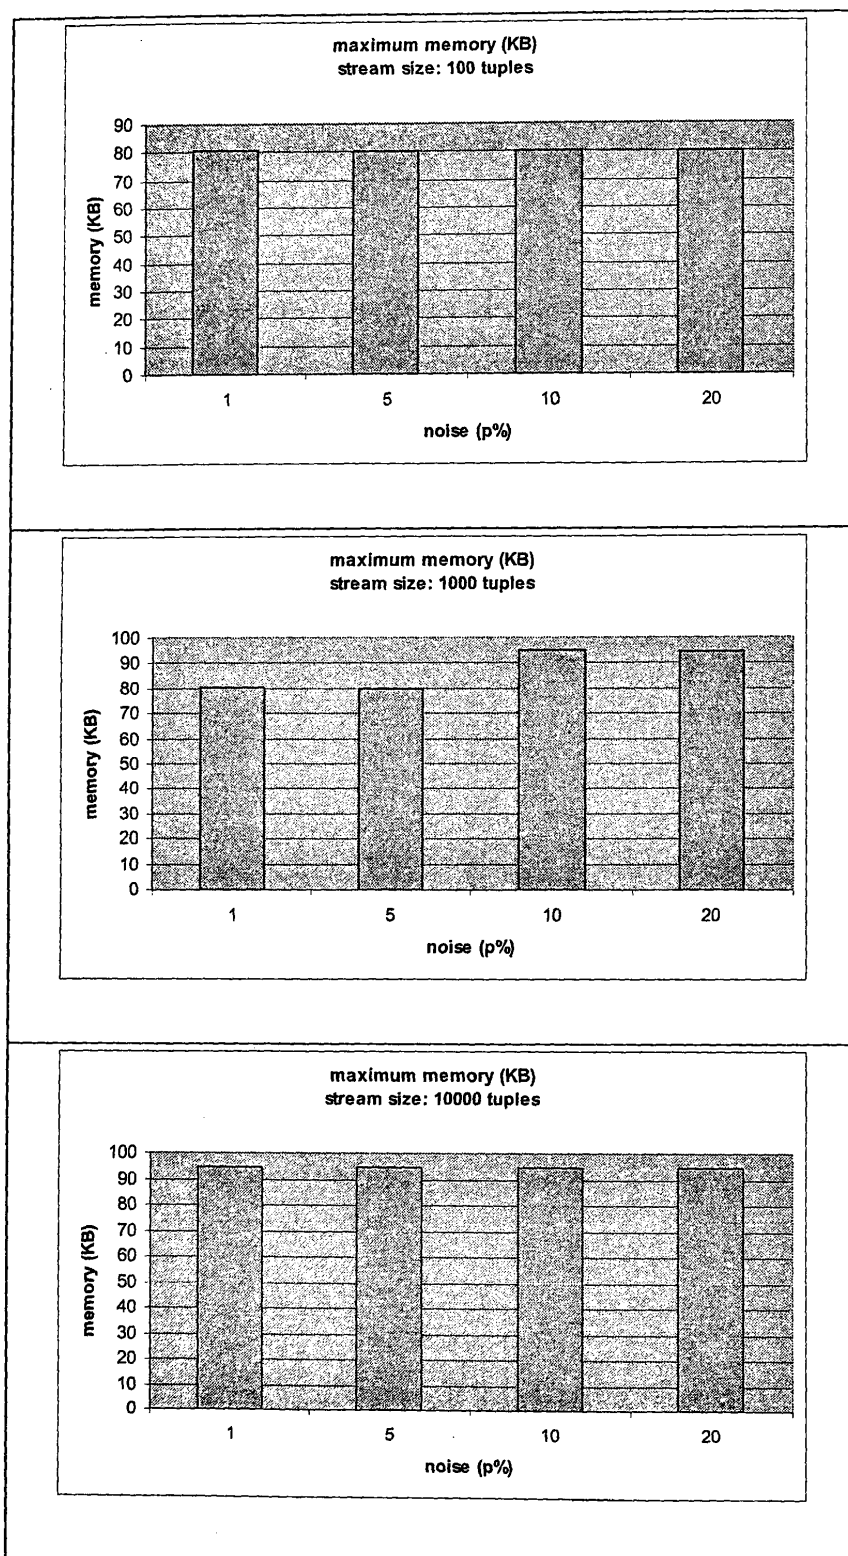 maximum memory (KB)
stream size: 100 tuples
90
80
70
60
50
40
30
20
10
0
memory (KB)
1 5 10 20
noise (p%)
maximum memory (KB)
stream size: 1000 tuples
100
90
80
70
60
50
40
30
20
10
0
memory (KB)
1 5 10 20
noise (p%)
maximum memory (KB)
stream size: 10000 tuples
100
90
80
70
60
50
40
30
20
10
0
memory (KB)
1 5 10 20
noise (p%)